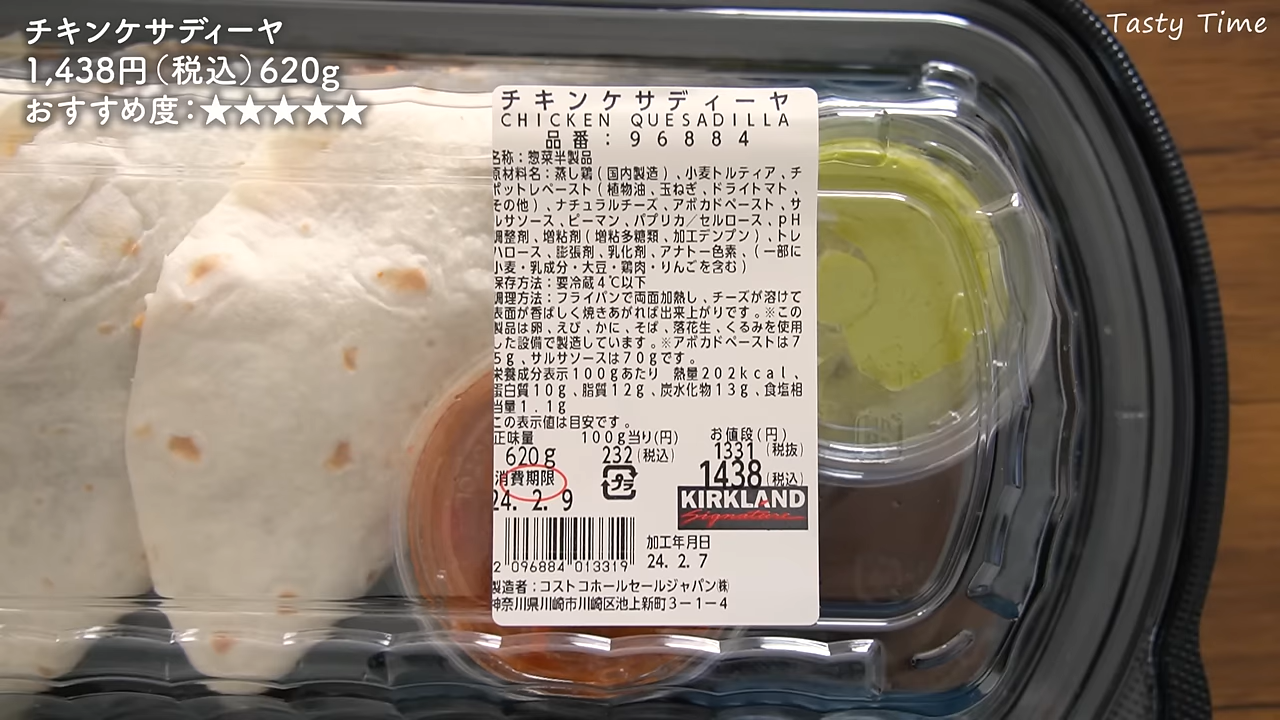 チキンケサディーヤ
1,438円（税込）620g
おすすめ度：★★★★★
Tasty Time
チキンケサディーヤ
CHICKEN QUESADILLA
品番：96884
名称：惣菜半製品
原材料名：蒸し鶏（国内製造）、小麦トルティア、チ
ポットレペースト（植物油、玉ねぎ、ドライトマト、
その他）、ナチュラルチーズ、アボカドペースト、サ
ルサソース、ピーマン、パプリカ／セルロース、pH
調整剤、増粘剤（増粘多糖類、加工デンプン）、トレ
ハロース、膨張剤、乳化剤、アナトー色素、（一部に
小麦・乳成分・大豆・鶏肉・りんごを含む）
保存方法：要冷蔵4℃以下
調理方法：フライパンで両面加熱し、チーズが溶けて
表面が香ばしく焼きあがれば出来上がりです。※この
製品は卵、えび、かに、そば、落花生、くるみを使用
した設備で製造しています。※アボカドペーストは7
5g、サルサソースは70gです。
栄養成分表示100gあたり 熱量202kcal、
蛋白質10g、脂質12g、炭水化物13g、食塩相
当量1.1g
この表示値は目安です。
正味量 100g当り(円) お値段(円)
1331 (税抜)
620g 232(税込) 1438(税込)
消費期限 プラ
24. 2. 9
KIRKLAND
Signature
加工年月日
24. 2. 7
2 096884 013319
製造者：コストコホールセールジャパン㈱
神奈川県川崎市川崎区池上新町3－1－4